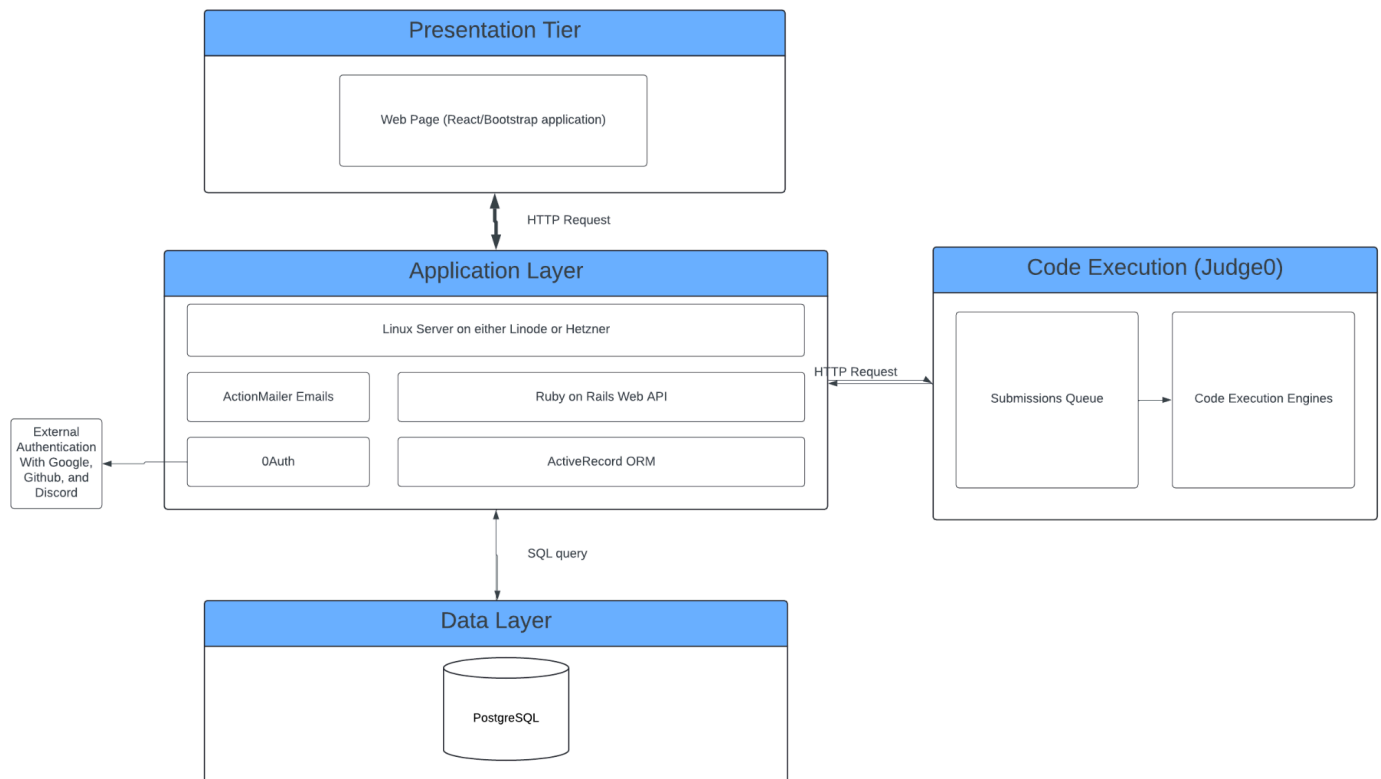 Presentation Tier
Web Page (React/Bootstrap application)
HTTP Request
Application Layer
Linux Server on either Linode or Hetzner
ActionMailer Emails
Ruby on Rails Web API
0Auth
ActiveRecord ORM
External
Authentication
With Google,
Github, and
Discord
HTTP Request
Code Execution (Judge0)
Submissions Queue
Code Execution Engines
SQL query
Data Layer
PostgreSQL